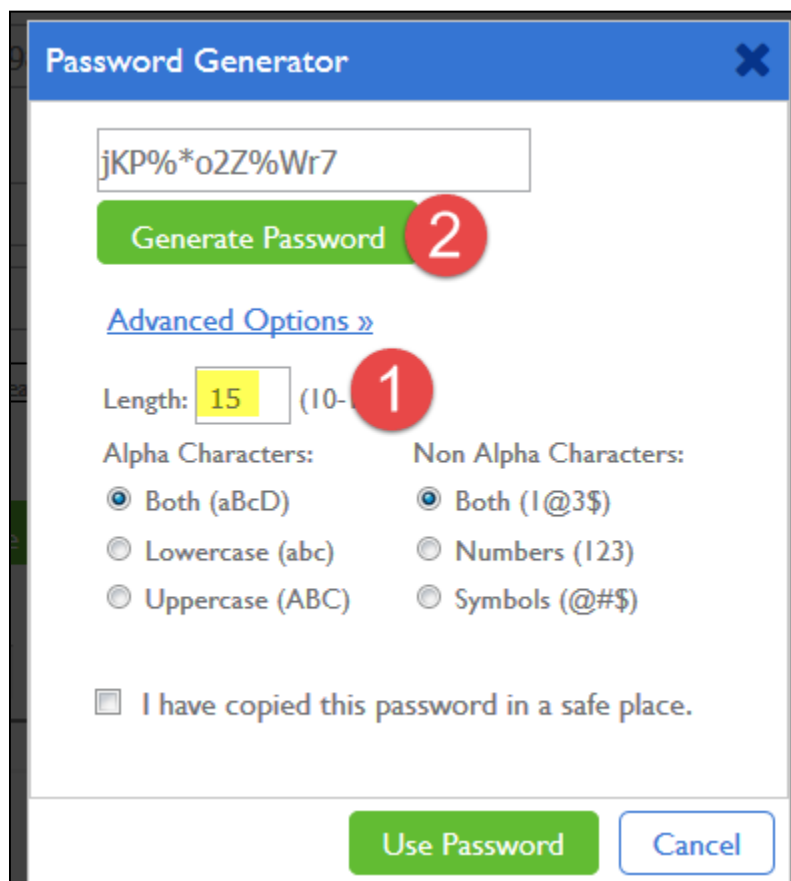 Password Generator
jKP%*o2Z%Wr7
Generate Password 2
Advanced Options »
Length: 15 (10- 1
Alpha Characters: Non Alpha Characters:
Both (aBcD) Both (1@3$)
Lowercase (abc) Numbers (123)
Uppercase (ABC) Symbols (@#$)
I have copied this password in a safe place.
Use Password Cancel